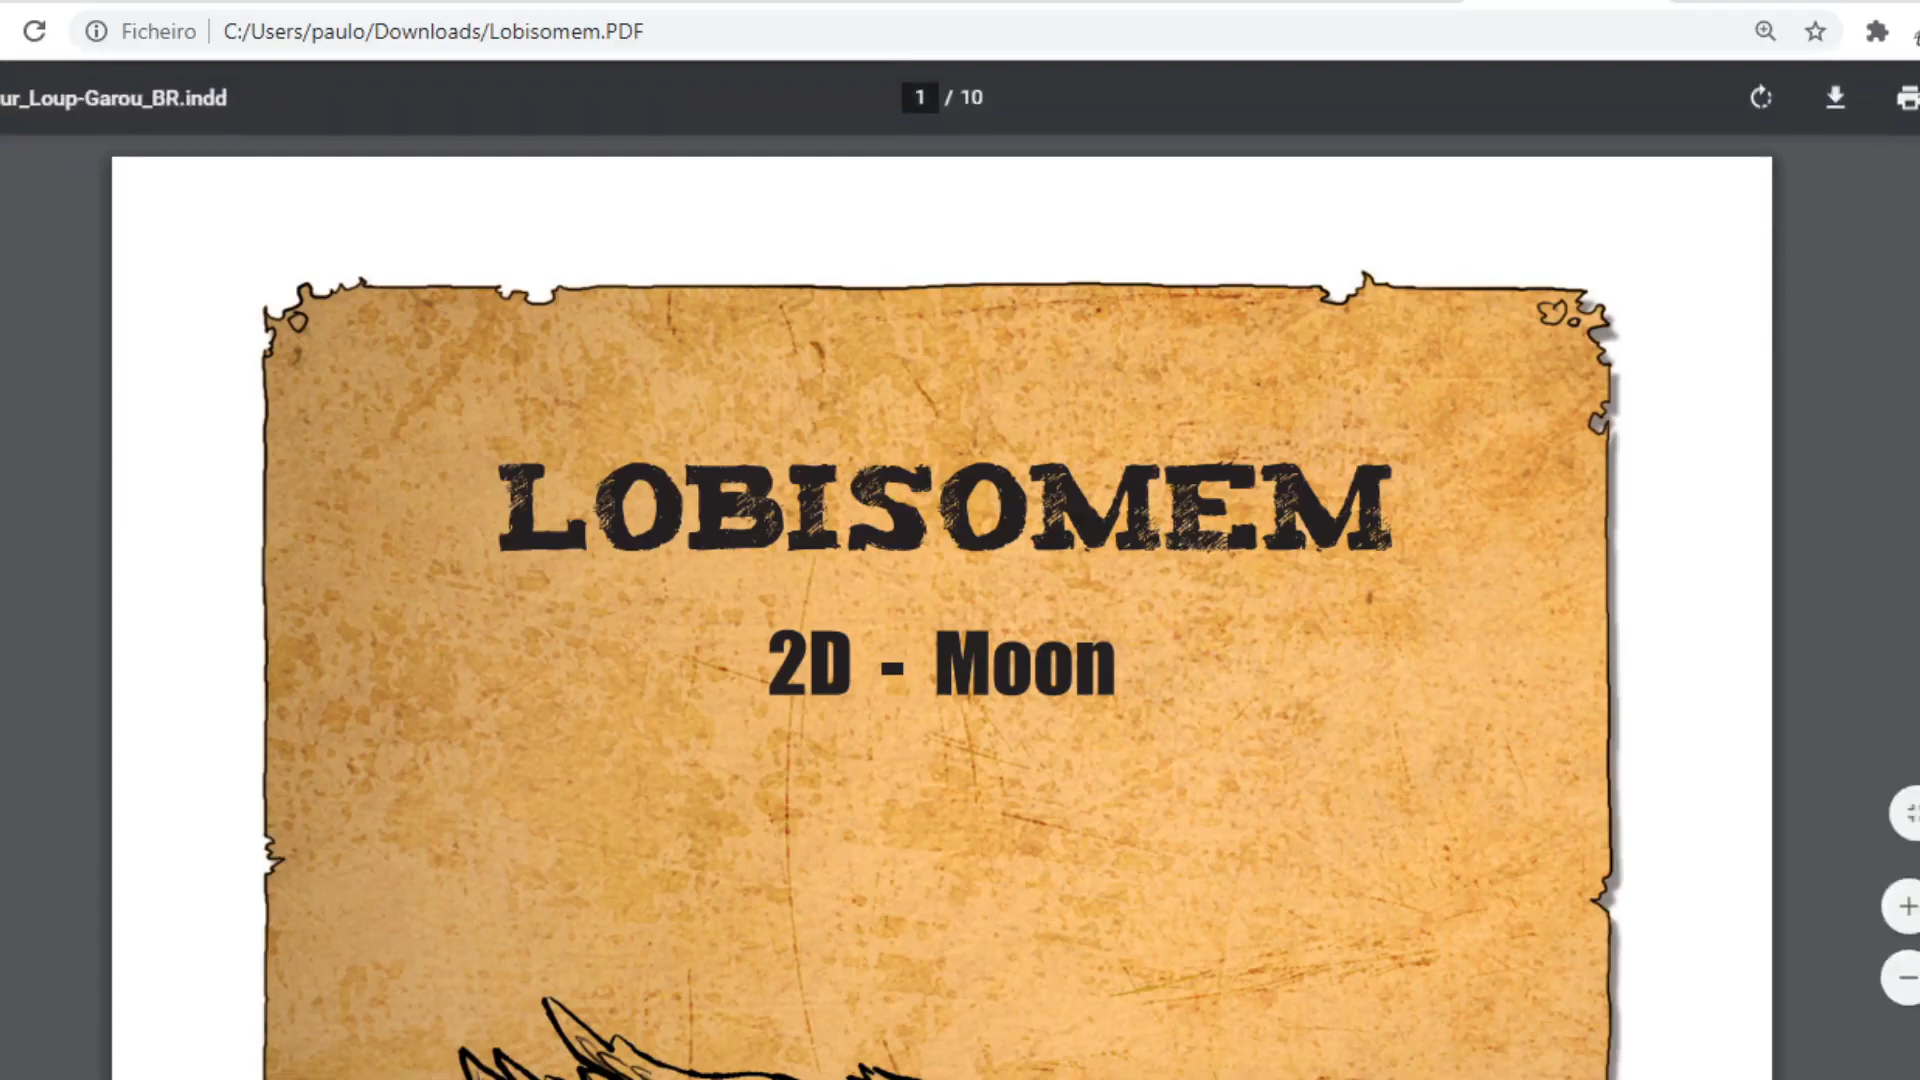 Ficheiro C:/Users/paulo/Downloads/Lobisomem.PDF
ur_Loup-Garou_BR.indd
1 / 10
LOBISOMEM
2D - Moon